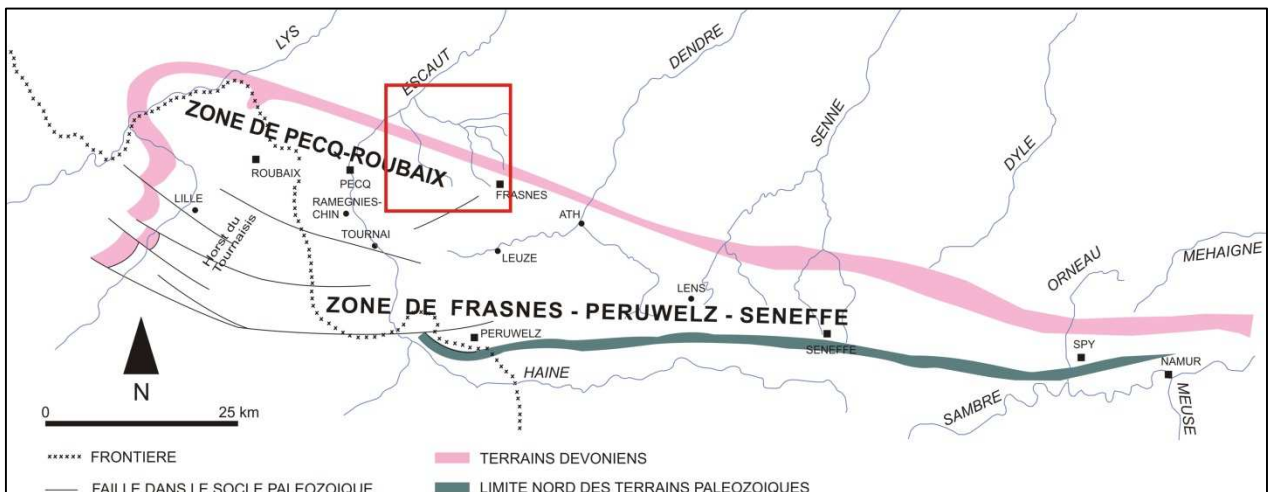 LYS
ESCAUT
DENDRE
SENNE
DYLE
ZONE DE PECQ-ROUBAIX
ROUBAIX
PECQ
FRASNES
LILLE
RAMEGNIES-
CHIN
ATH
Horst du
Tournaisis
TOURNAI
LEUZE
ORNEAU
MEHAIGNE
LENS
ZONE DE FRASNES - PERUWELZ - SENEFFE
PERUWELZ
SENEFFE
SPY
NAMUR
HAINE
SAMBRE
MEUSE
N
0 25 km
FRONTIERE
TERRAINS DEVONIENS
FAILLE DANS LE SOCLE PALEOZOIQUE
LIMITE NORD DES TERRAINS PALEOZOIQUES